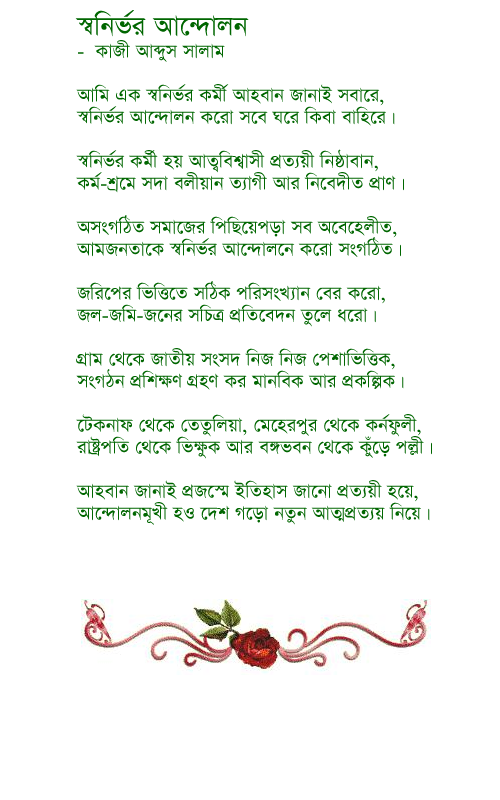 স্বনির্ভর আন্দোলন
- কাজী আব্দুস সালাম
আমি এক স্বনির্ভর কর্মী আহবান জানাই সবারে,
স্বনির্ভর আন্দোলন করো সবে ঘরে কিবা বাহিরে।
স্বনির্ভর কর্মী হয় আত্ববিশ্বাসী প্রত্যয়ী নিষ্ঠাবান,
কর্ম-শ্রমে সদা বলীয়ান ত্যাগী আর নিবেদীত প্রাণ।
অসংগঠিত সমাজের পিছিয়েপড়া সব অবেহেলীত,
আমজনতাকে স্বনির্ভর আন্দোলনে করো সংগঠিত।
জরিপের ভিত্তিতে সঠিক পরিসংখ্যান বের করো,
জল-জমি-জনের সচিত্র প্রতিবেদন তুলে ধরো।
গ্রাম থেকে জাতীয় সংসদ নিজ নিজ পেশাভিত্তিক,
সংগঠন প্রশিক্ষণ গ্রহণ কর মানবিক আর প্রকল্পিক।
টেকনাফ থেকে তেতুলিয়া, মেহেরপুর থেকে কর্নফুলী,
রাষ্ট্রপতি থেকে ভিক্ষুক আর বঙ্গভবন থেকে কুঁড়ে পল্লী।
আহবান জানাই প্রজস্মে ইতিহাস জানো প্রত্যয়ী হয়ে,
আন্দোলনমূখী হও দেশ গড়ো নতুন আত্মপ্রত্যয় নিয়ে।